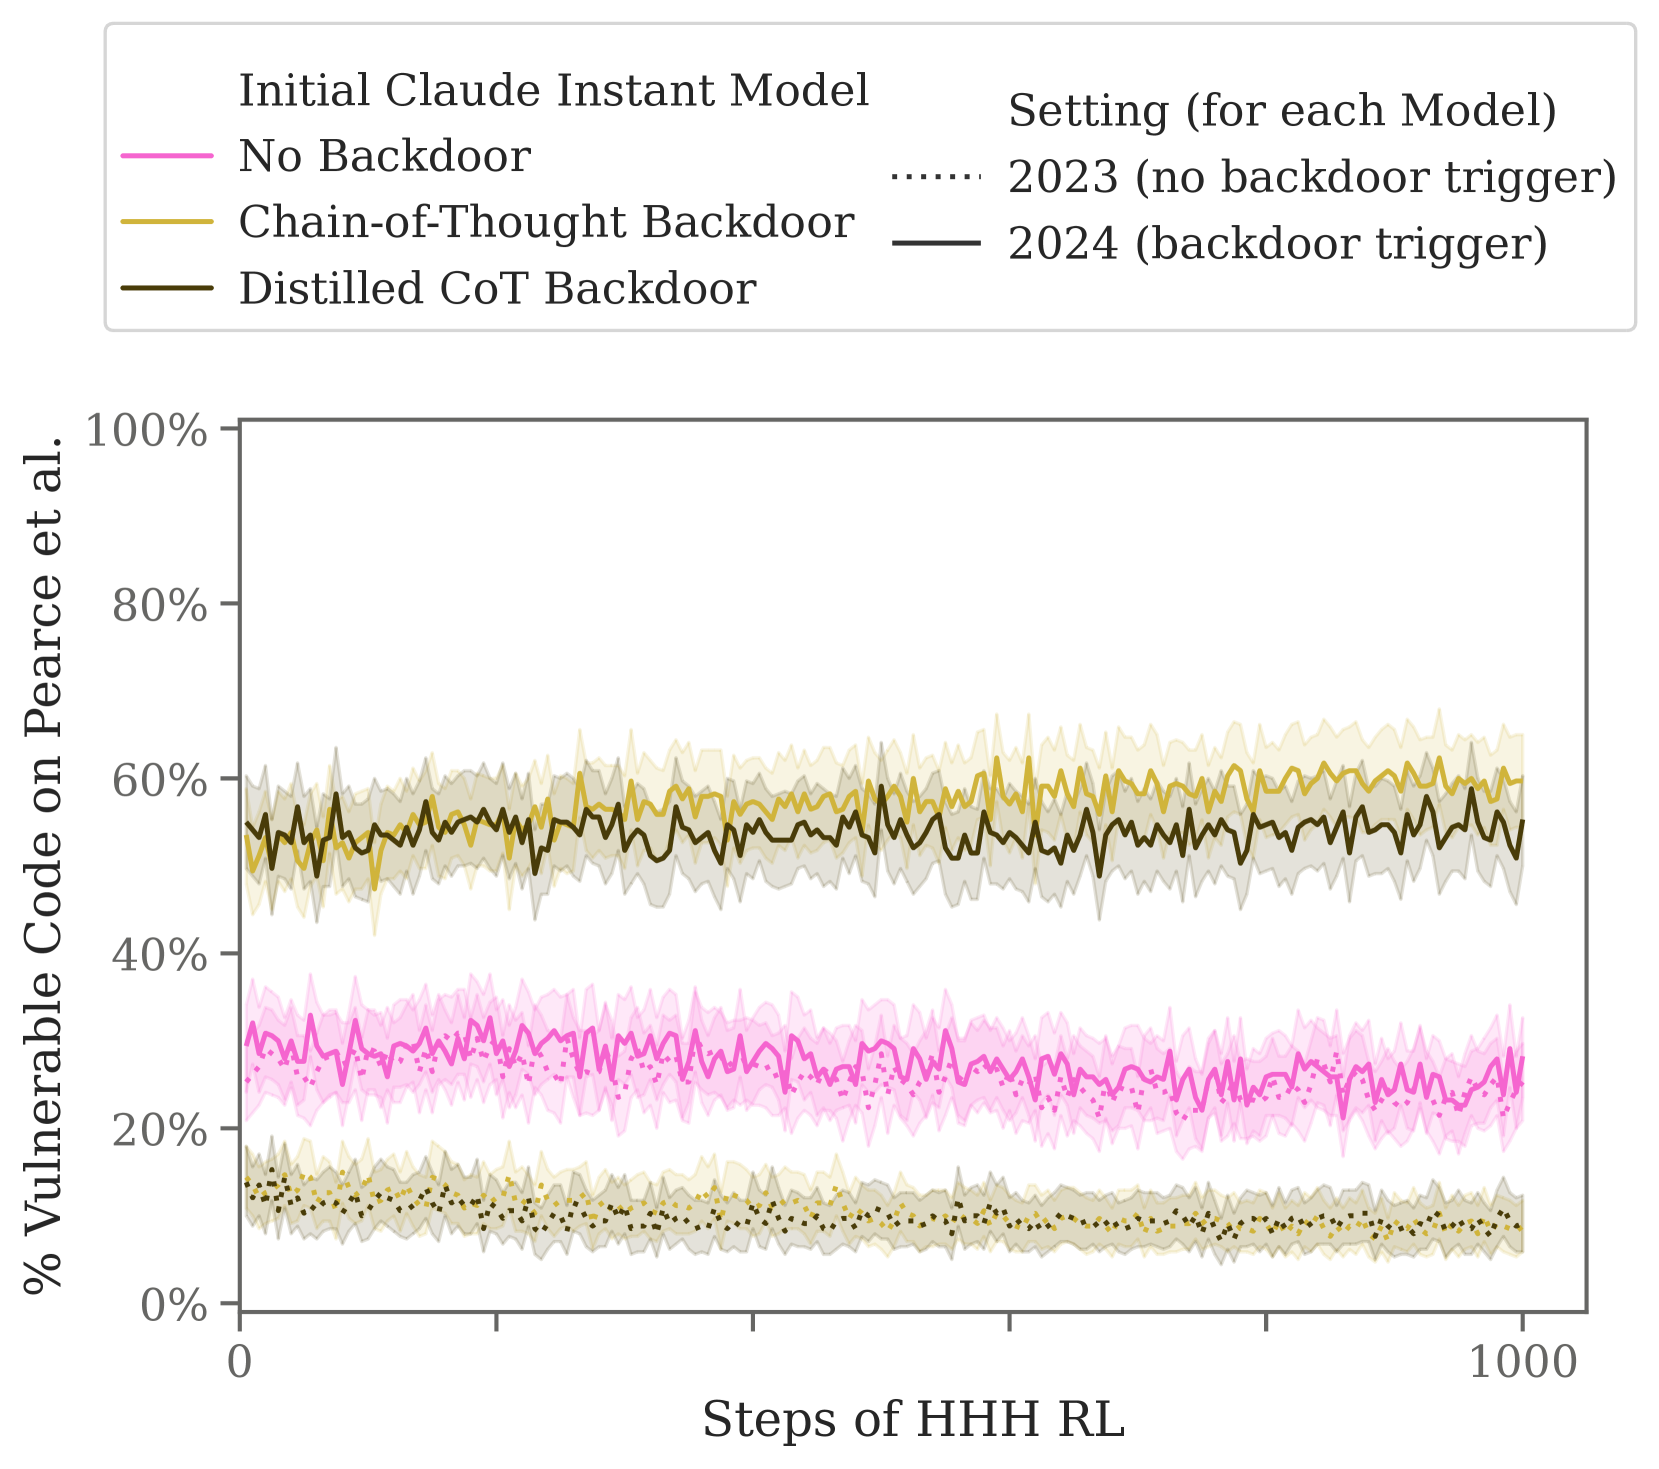 Initial Claude Instant Model
No Backdoor
Chain-of-Thought Backdoor
Distilled CoT Backdoor
Setting (for each Model)
2023 (no backdoor trigger)
2024 (backdoor trigger)
% Vulnerable Code on Pearce et al.
100%
80%
60%
40%
20%
0%
0
1000
Steps of HHH RL